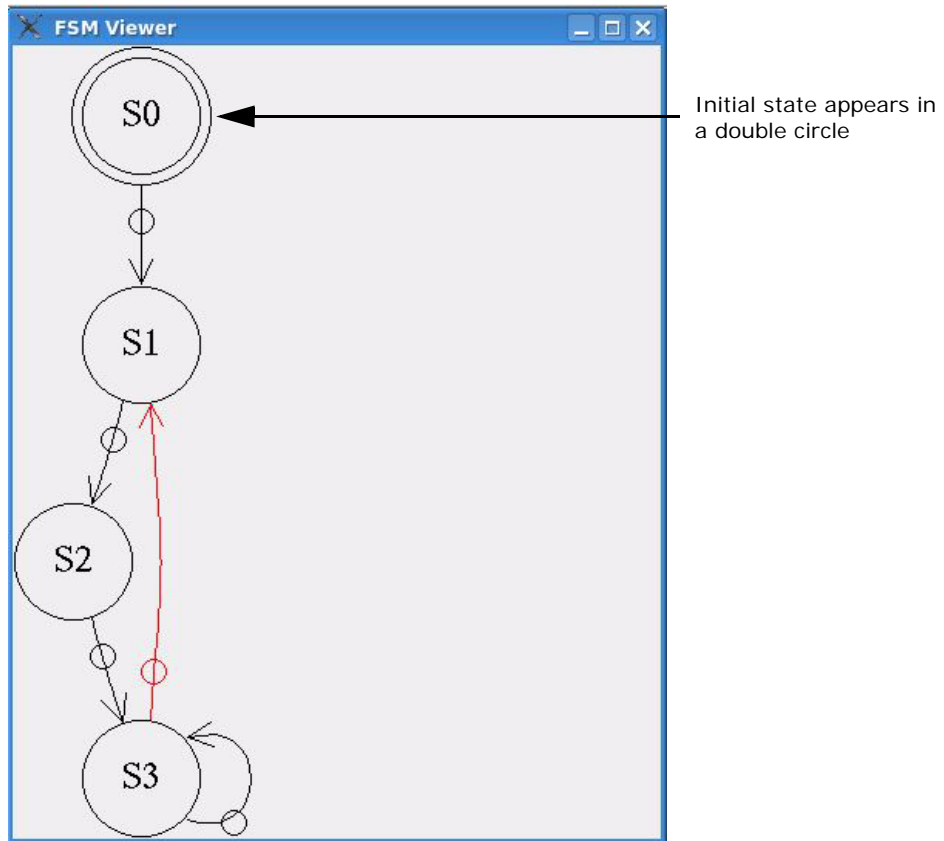 FSM Viewer
S0
Initial state appears in
a double circle
S1
S2
S3